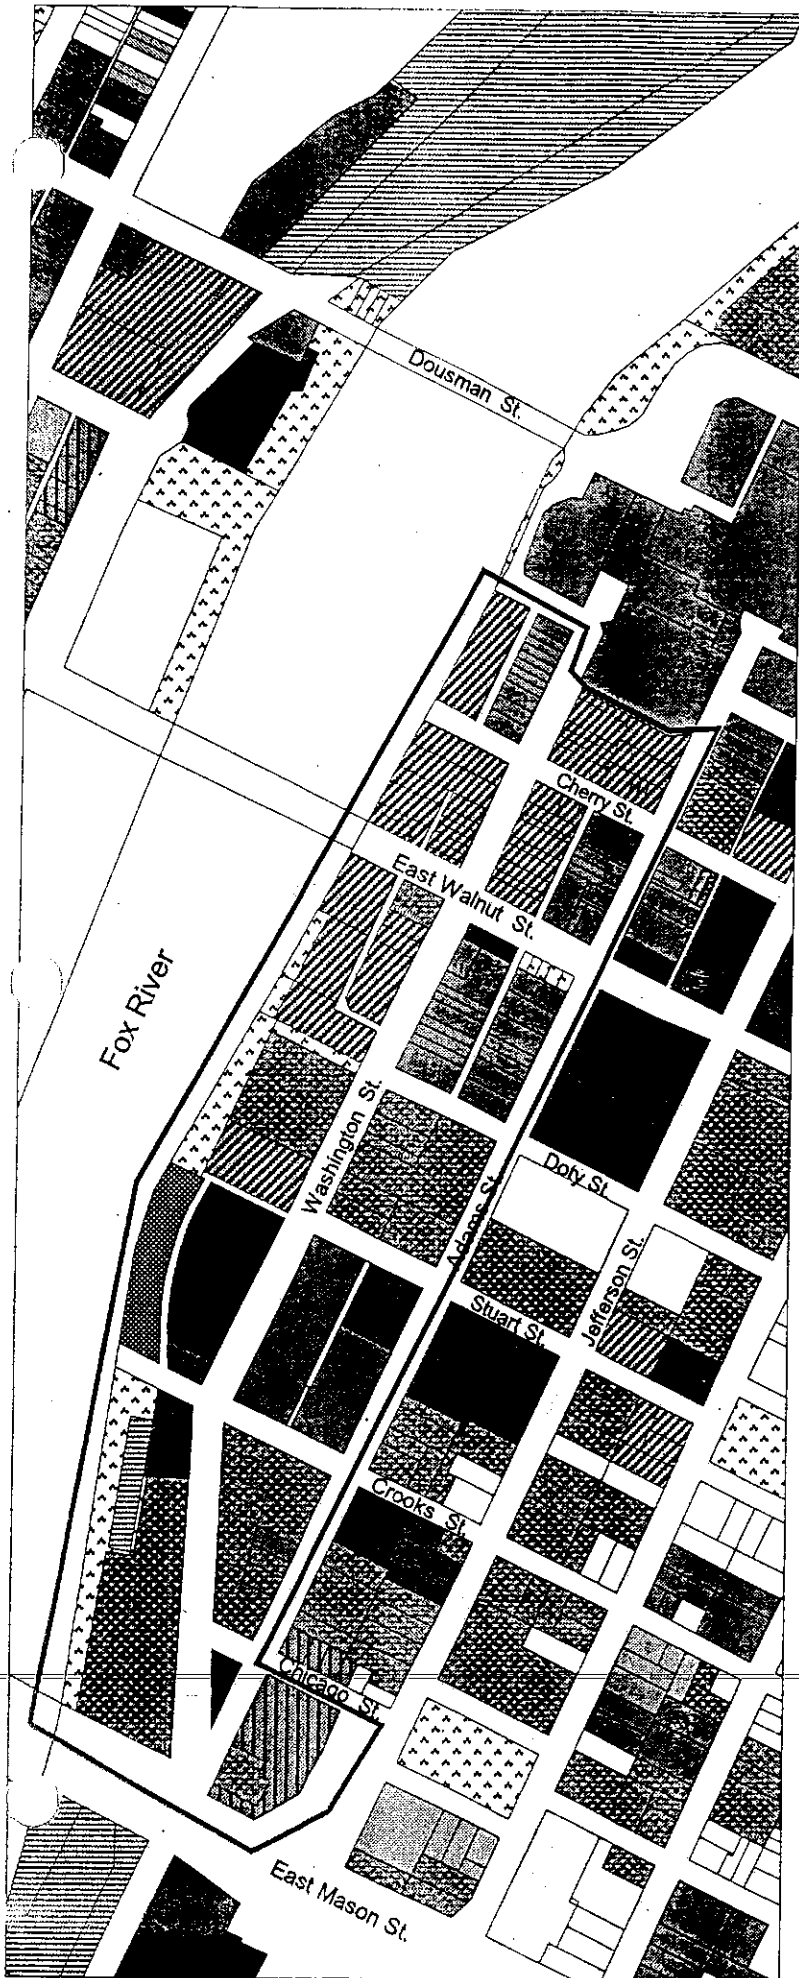 Dousman St.
Cherry St.
East Walnut St.
Fox River
Washington St.
Doty St.
Adams St.
Jefferson St.
Stuart St.
Crooks St.
Chicago St.
East Mason St.